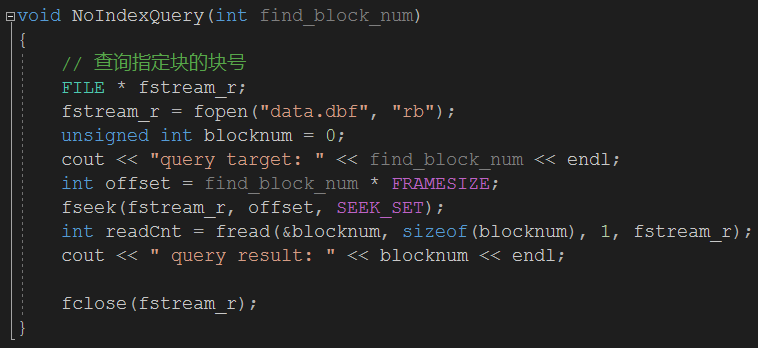 void NoIndexQuery(int find_block_num)
{
// 查询指定块的块号
FILE * fstream_r;
fstream_r = fopen("data.dbf", "rb");
unsigned int blocknum = 0;
cout << "query target: " << find_block_num << endl;
int offset = find_block_num * FRAMESIZE;
fseek(fstream_r, offset, SEEK_SET);
int readCnt = fread(&blocknum, sizeof(blocknum), 1, fstream_r);
cout << " query result: " << blocknum << endl;
fclose(fstream_r);
}